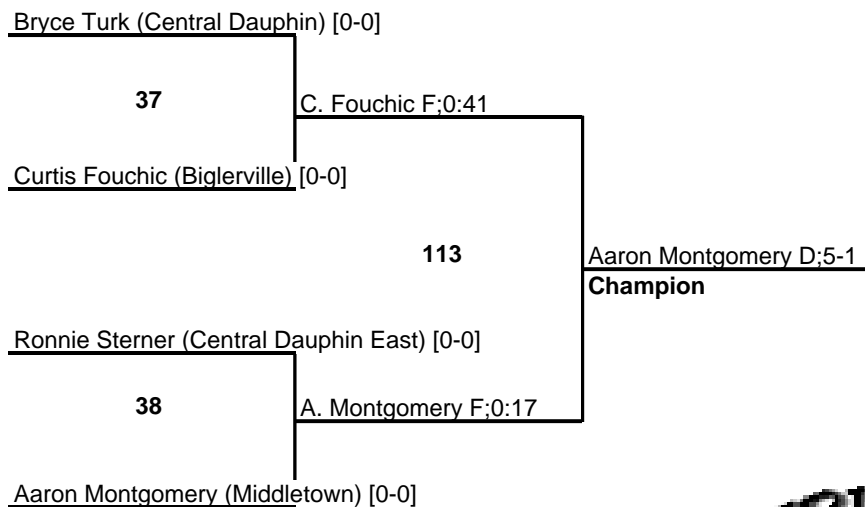 Bryce Turk (Central Dauphin) [0-0]
37
C. Fouchic F;0:41
Curtis Fouchic (Biglerville) [0-0]
113
Aaron Montgomery D;5-1
Champion
Ronnie Sterner (Central Dauphin East) [0-0]
38
A. Montgomery F;0:17
Aaron Montgomery (Middletown) [0-0]